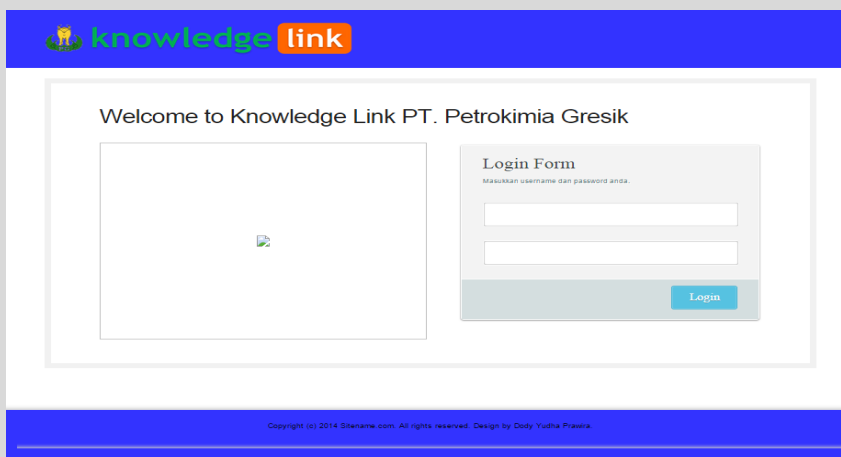 knowledge link
Welcome to Knowledge Link PT. Petrokimia Gresik
Login Form
Masukkan username dan password anda.
Login
Copyright (c) 2014 Sitename.com. All rights reserved. Design by Dody Yudha Prawira.